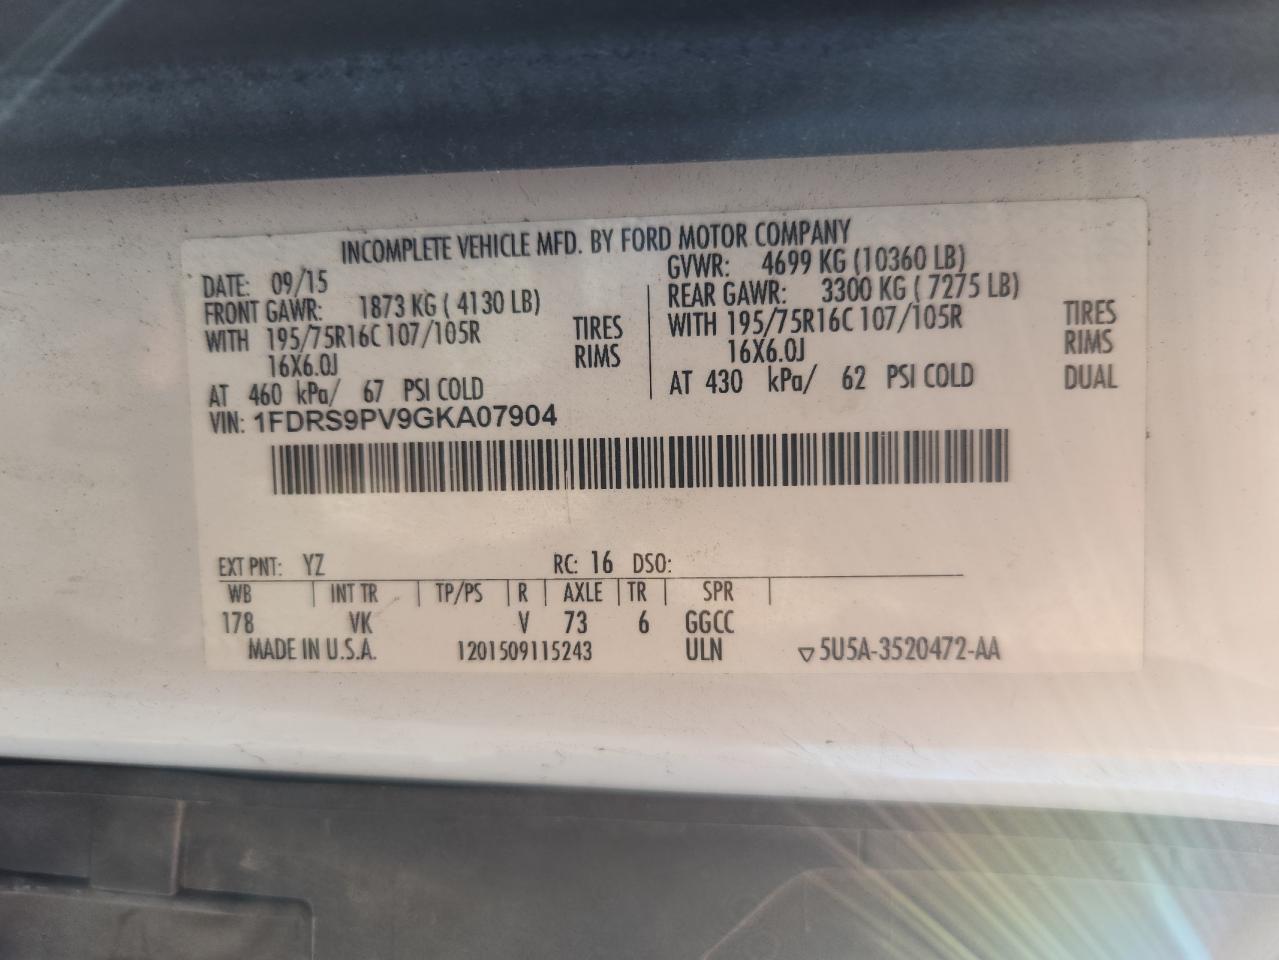 INCOMPLETE VEHICLE MFD. BY FORD MOTOR COMPANY
DATE: 09/15 GVWR: 4699 KG (10360 LB)
FRONT GAWR: 1873 KG ( 4130 LB) REAR GAWR: 3300 KG ( 7275 LB)
WITH 195/75R16C 107/105R TIRES WITH 195/75R16C 107/105R TIRES
16X6.0J RIMS 16X6.0J RIMS
AT 460 kPa/ 67 PSI COLD AT 430 kPa/ 62 PSI COLD DUAL
VIN: 1FDRS9PV9GKA07904
EXT PNT: YZ RC: 16 DSO:
WB | INT TR | TP/PS | R | AXLE | TR | SPR |
178 VK V 73 6 GGCC
MADE IN U.S.A. 1201509115243 ULN ▽5U5A-3520472-AA